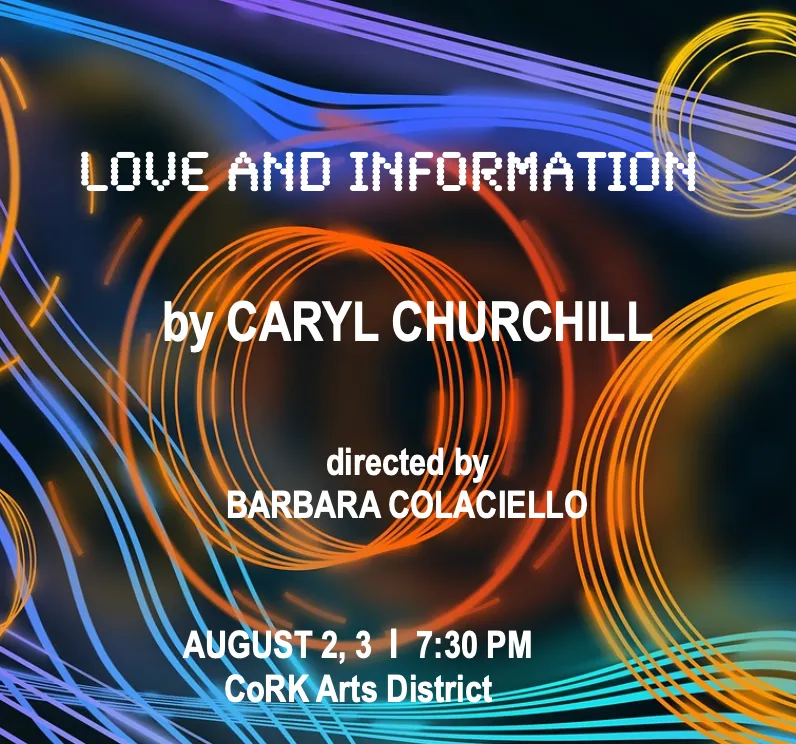 LOVE AND INFORMATION
by CARYL CHURCHILL
directed by
BARBARA COLACIELLO
AUGUST 2, 3 | 7:30 PM
CoRK Arts District